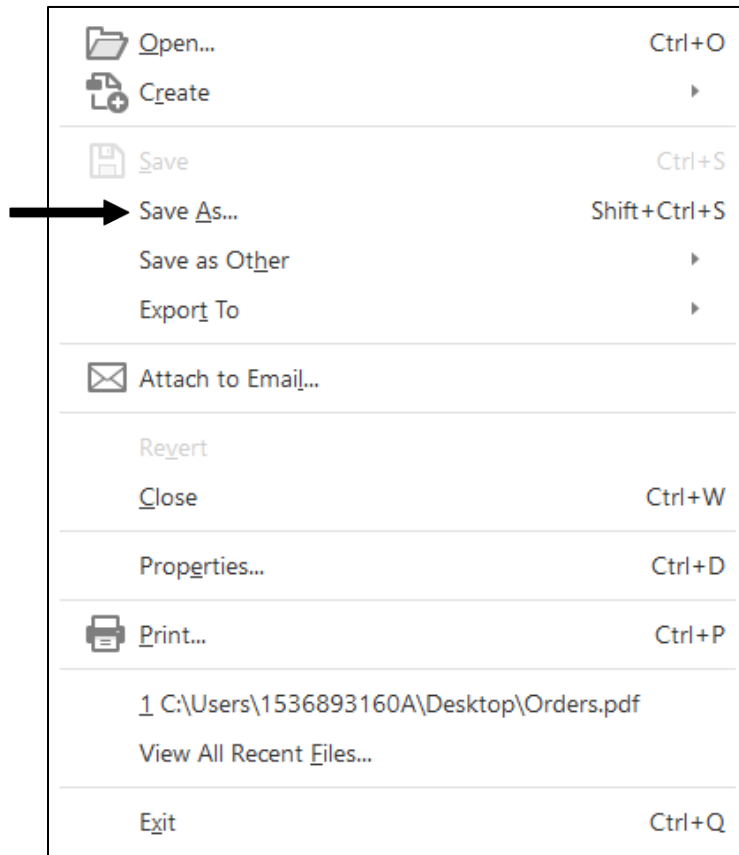 Open... Ctrl+O
Create
Save Ctrl+S
Save As... Shift+Ctrl+S
Save as Other
Export To
Attach to Email...
Revert
Close Ctrl+W
Properties... Ctrl+D
Print... Ctrl+P
1 C:\Users\1536893160A\Desktop\Orders.pdf
View All Recent Files...
Exit Ctrl+Q